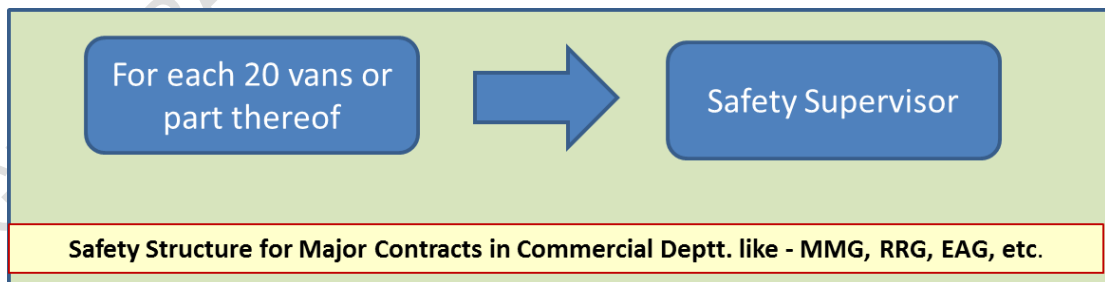 For each 20 vans or
part thereof
Safety Supervisor
Safety Structure for Major Contracts in Commercial Deptt. like - MMG, RRG, EAG, etc.